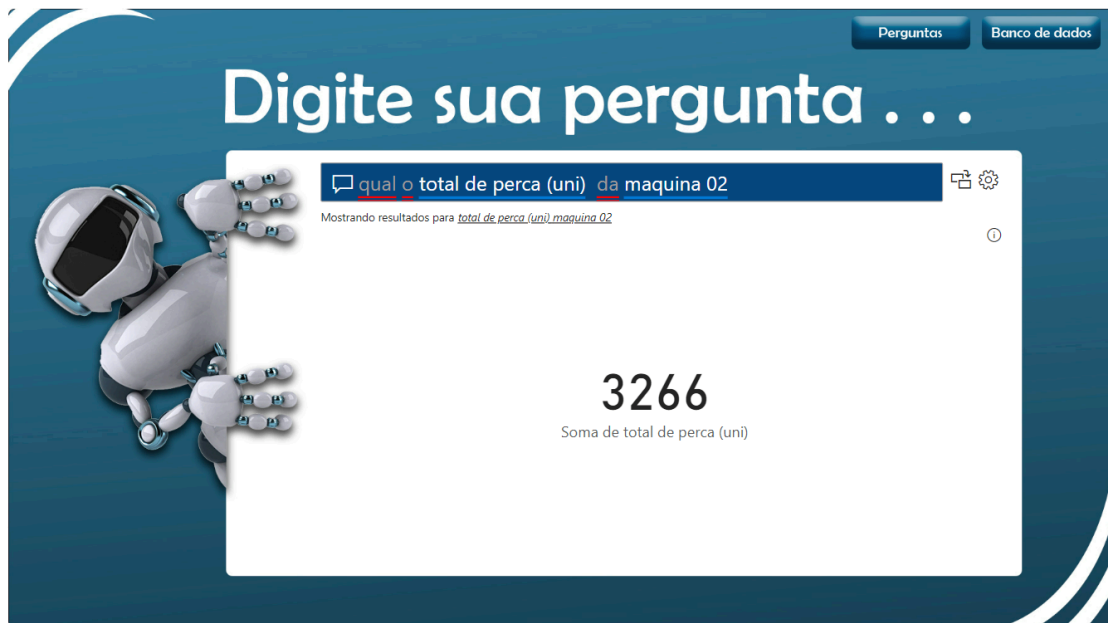 Perguntas
Banco de dados
Digite sua pergunta . . .
qual o total de perca (uni) da maquina 02
Mostrando resultados para total de perca (uni) maquina 02
3266
Soma de total de perca (uni)